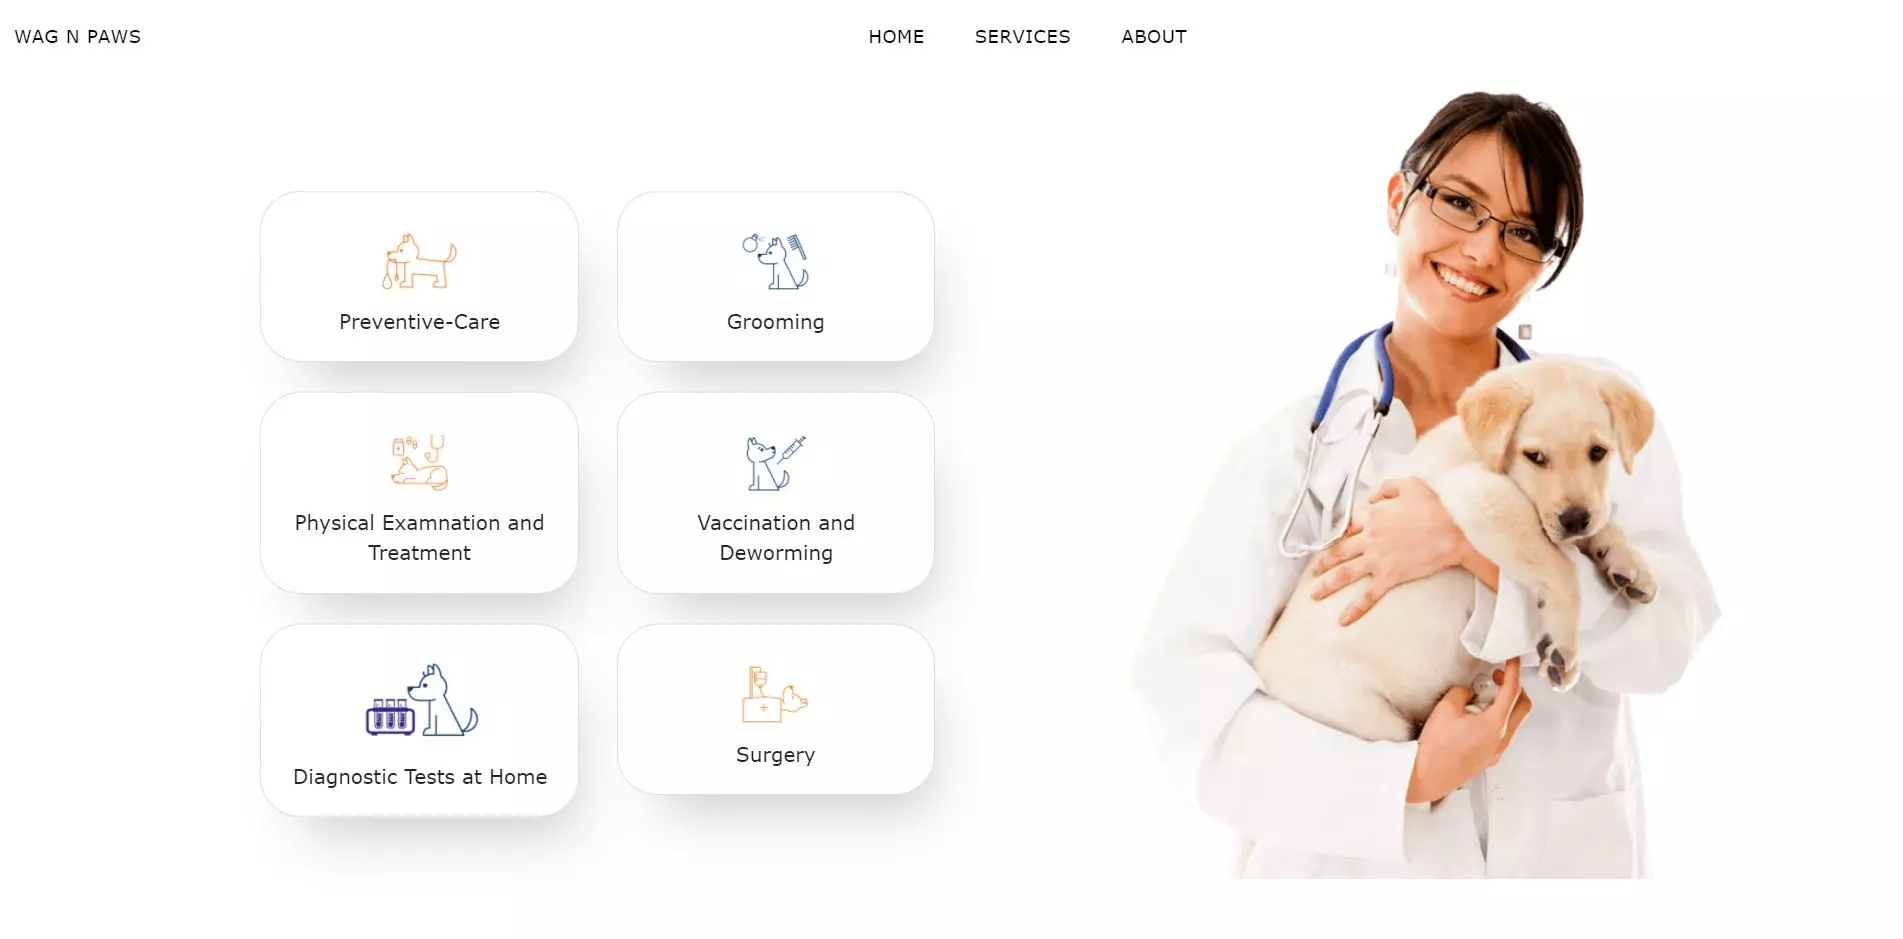 WAG N PAWS
HOME
SERVICES
ABOUT
Preventive-Care
Grooming
Physical Examnation and
Treatment
Vaccination and
Deworming
Diagnostic Tests at Home
Surgery